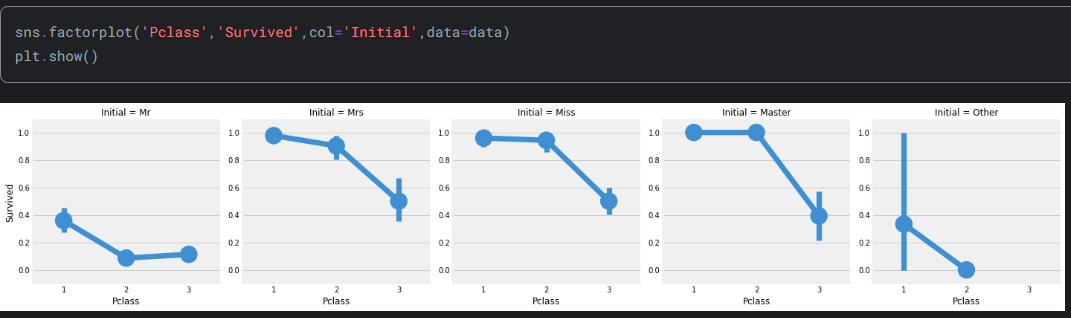 sns.factorplot('Pclass','Survived',col='Initial',data=data)
plt.show()
Initial = Mr
Initial = Mrs
Initial = Miss
Initial = Master
Initial = Other
Survived
1.0
0.8
0.6
0.4
0.2
0.0
1 2 3
Pclass
1.0
0.8
0.6
0.4
0.2
0.0
1 2 3
Pclass
1.0
0.8
0.6
0.4
0.2
0.0
1 2 3
Pclass
1.0
0.8
0.6
0.4
0.2
0.0
1 2 3
Pclass
1.0
0.8
0.6
0.4
0.2
0.0
1 2 3
Pclass